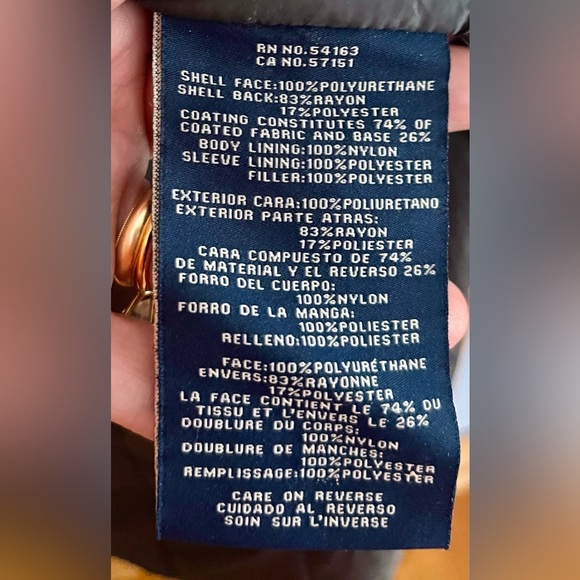 RN NO.54163
CA NO.57151
SHELL FACE:100%POLYURETHANE
SHELL BACK:83%RAYON
17%POLYESTER
COATING CONSTITUTES 74% OF
COATED FABRIC AND BASE 26%
BODY LINING:100%NYLON
SLEEVE LINING:100%POLYESTER
FILLER:100%POLYESTER
EXTERIOR CARA:100%POLIURETANO
EXTERIOR PARTE ATRAS:
83%RAYON
17%POLIESTER
CARA COMPUESTO DE 74%
DE MATERIAL Y EL REVERSO 26%
FORRO DEL CUERPO:
100%NYLON
FORRO DE LA MANGA:
100%POLIESTER
RELLENO:100%POLIESTER
FACE:100%POLYURÉTHANE
ENVERS:83%RAYONNE
17%POLYESTER
LA FACE CONTIENT LE 74% DU
TISSU ET L'ENVERS LE 26%
DOUBLURE DU CORPS:
100%NYLON
DOUBLURE DE MANCHES:
100%POLYESTER
REMPLISSAGE:100%POLYESTER
CARE ON REVERSE
CUIDADO AL REVERSO
SOIN SUR L'INVERSE